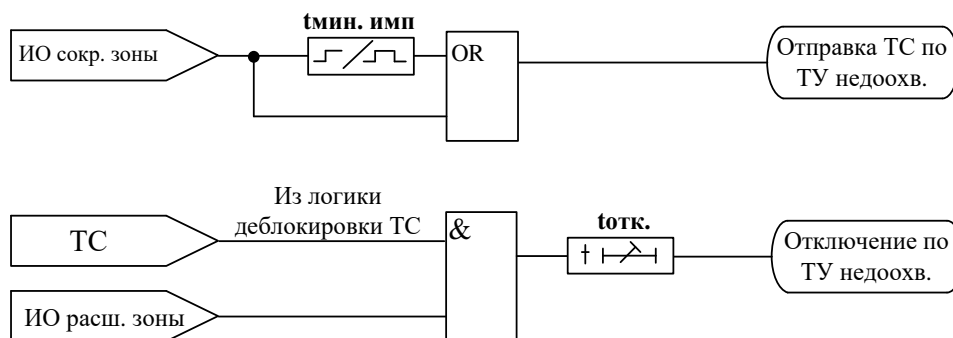 tмин. имп
ИО сокр. зоны
OR
Отправка ТС по
ТУ недоохв.
Из логики
деблокировки ТС
ТС
&
tотк.
Отключение по
ТУ недоохв.
ИО расш. зоны